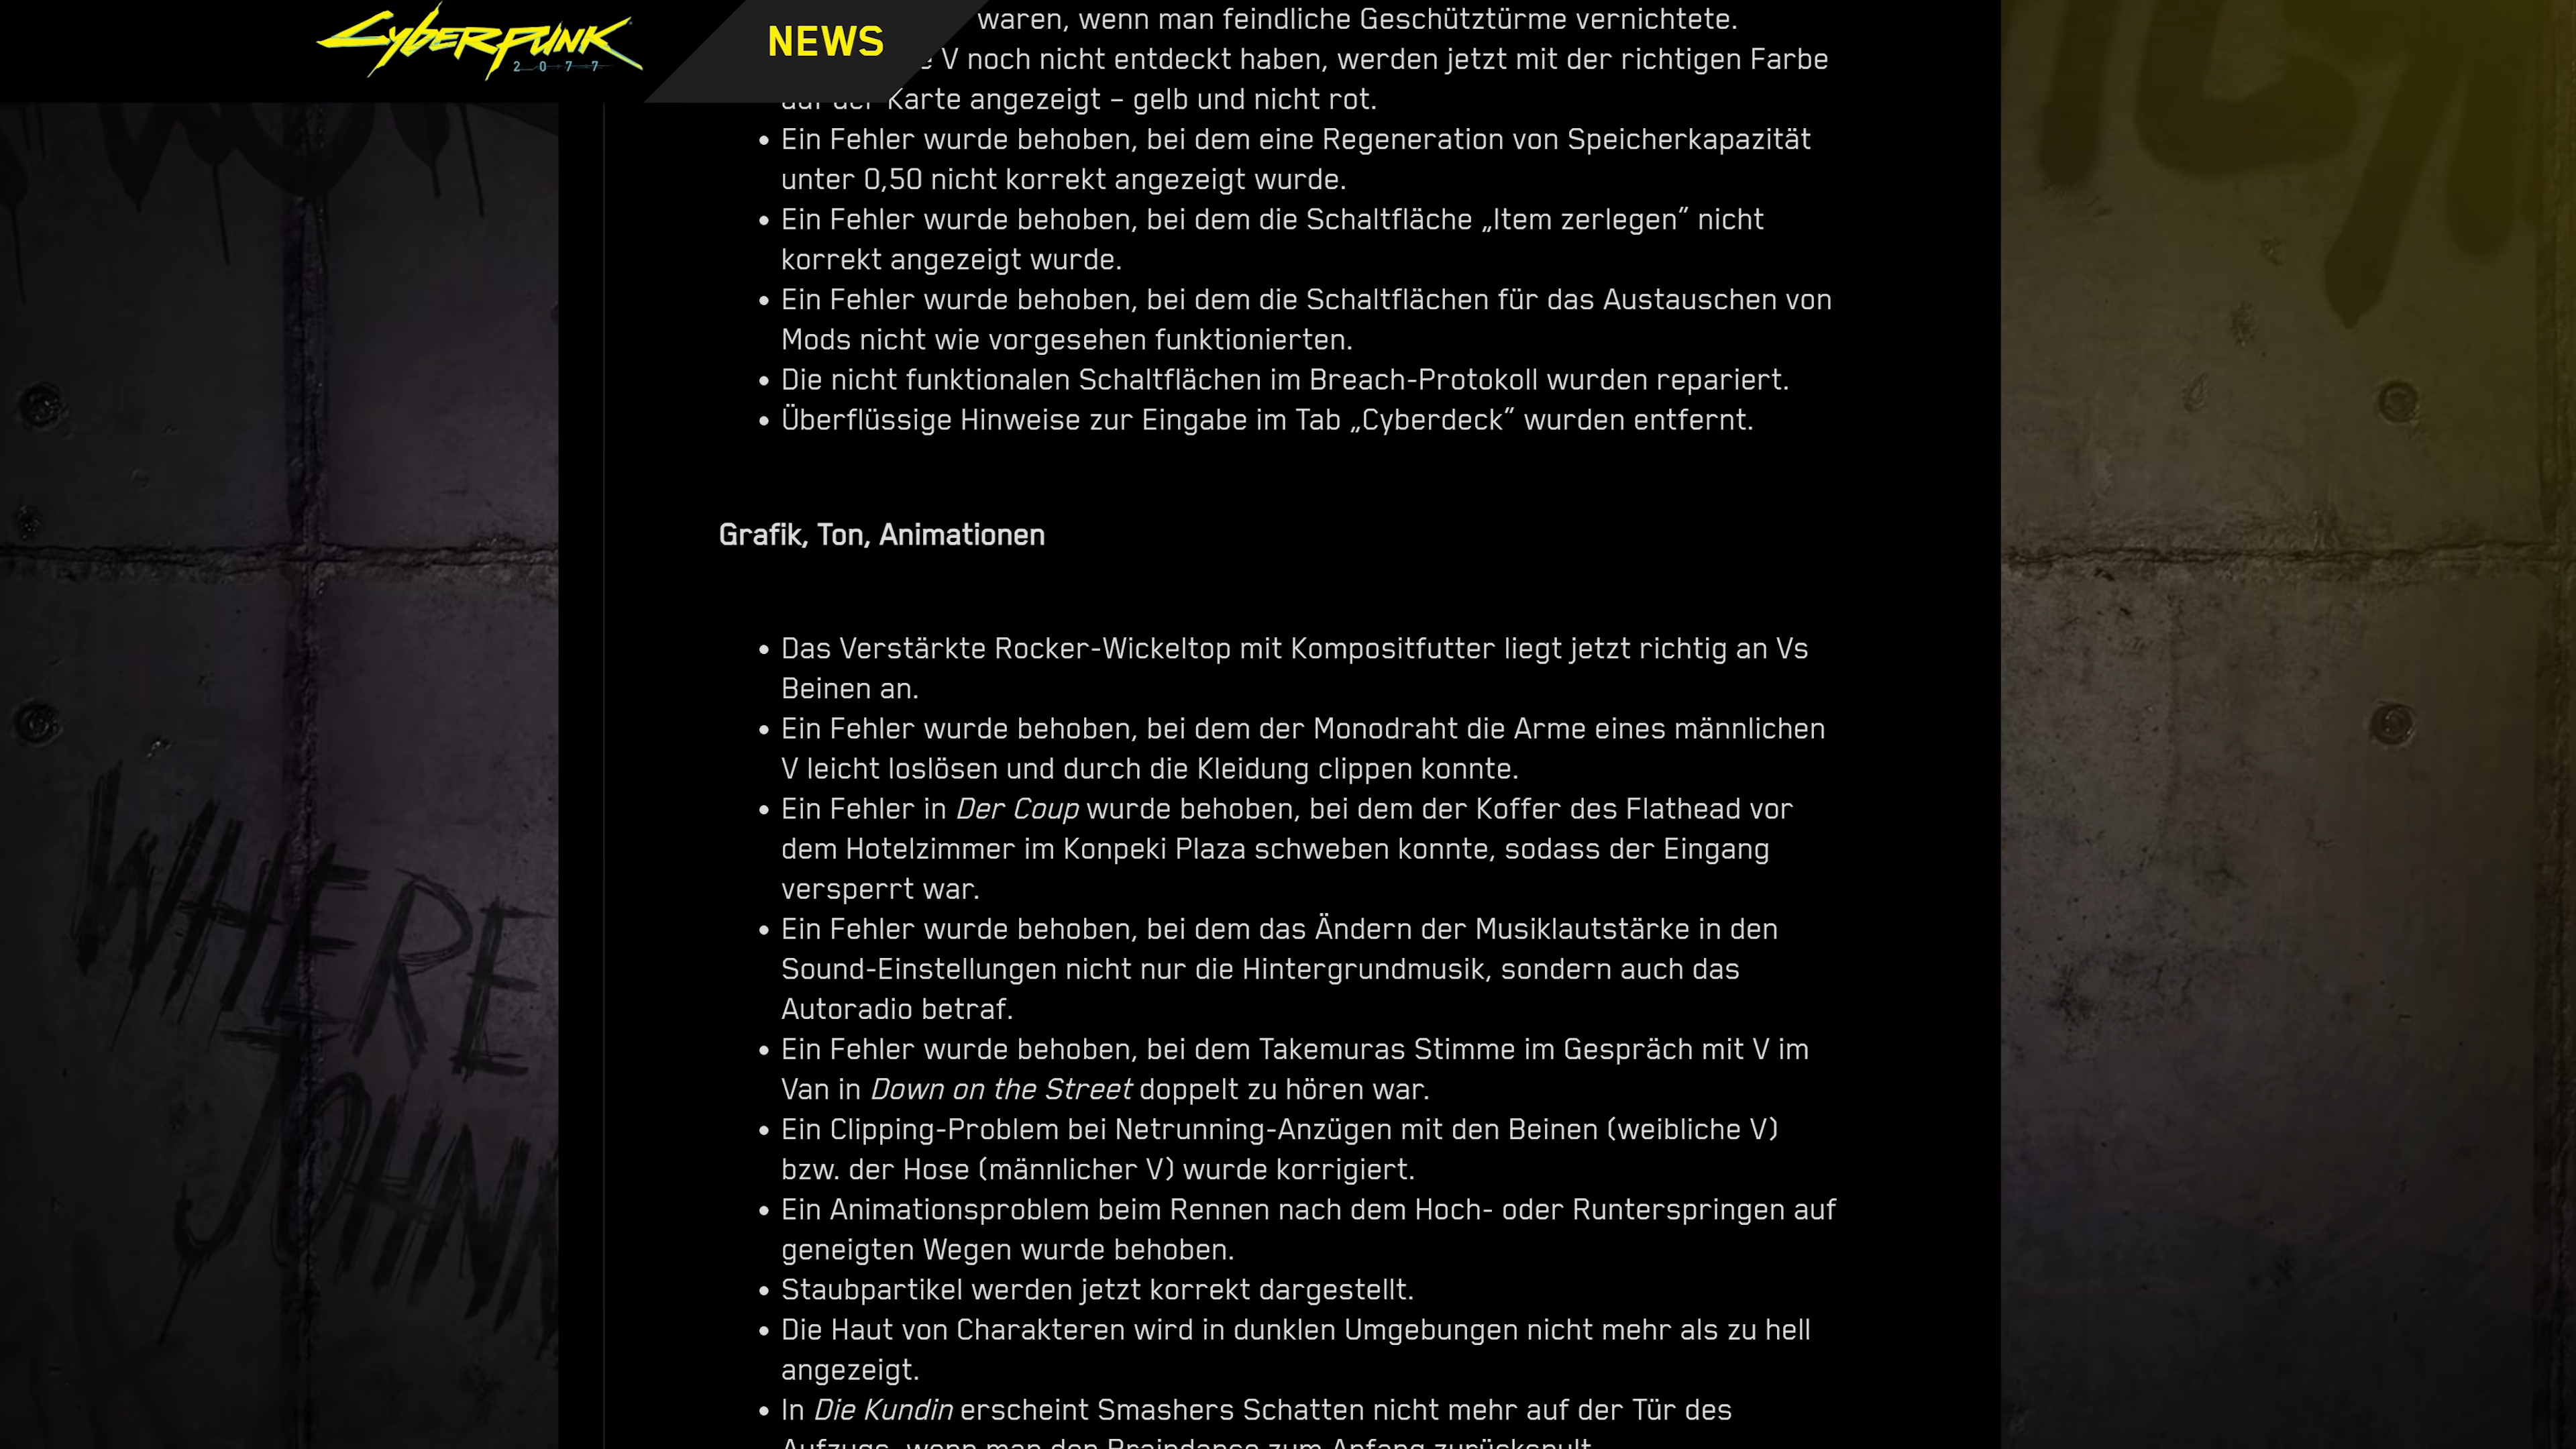 CYBERPUNK
2077
NEWS
waren, wenn man feindliche Geschütztürme vernichtete.
V noch nicht entdeckt haben, werden jetzt mit der richtigen Farbe
auf der Karte angezeigt – gelb und nicht rot.
• Ein Fehler wurde behoben, bei dem eine Regeneration von Speicherkapazität
unter 0,50 nicht korrekt angezeigt wurde.
• Ein Fehler wurde behoben, bei dem die Schaltfläche „Item zerlegen“ nicht
korrekt angezeigt wurde.
• Ein Fehler wurde behoben, bei dem die Schaltflächen für das Austauschen von
Mods nicht wie vorgesehen funktionierten.
• Die nicht funktionalen Schaltflächen im Breach-Protokoll wurden repariert.
• Überflüssige Hinweise zur Eingabe im Tab „Cyberdeck“ wurden entfernt.
Grafik, Ton, Animationen
• Das Verstärkte Rocker-Wickeltop mit Kompositfutter liegt jetzt richtig an Vs
Beinen an.
• Ein Fehler wurde behoben, bei dem der Monodraht die Arme eines männlichen
V leicht loslösen und durch die Kleidung clippen konnte.
• Ein Fehler in Der Coup wurde behoben, bei dem der Koffer des Flathead vor
dem Hotelzimmer im Konpeki Plaza schweben konnte, sodass der Eingang
versperrt war.
• Ein Fehler wurde behoben, bei dem das Ändern der Musiklautstärke in den
Sound-Einstellungen nicht nur die Hintergrundmusik, sondern auch das
Autoradio betraf.
• Ein Fehler wurde behoben, bei dem Takemuras Stimme im Gespräch mit V im
Van in Down on the Street doppelt zu hören war.
• Ein Clipping-Problem bei Netrunning-Anzügen mit den Beinen (weibliche V)
bzw. der Hose (männlicher V) wurde korrigiert.
• Ein Animationsproblem beim Rennen nach dem Hoch- oder Runterspringen auf
geneigten Wegen wurde behoben.
• Staubpartikel werden jetzt korrekt dargestellt.
• Die Haut von Charakteren wird in dunklen Umgebungen nicht mehr als zu hell
angezeigt.
• In Die Kundin erscheint Smashers Schatten nicht mehr auf der Tür des
Aufzugs, wenn man den Braindance zum Anfang zurückspult.
WHERE